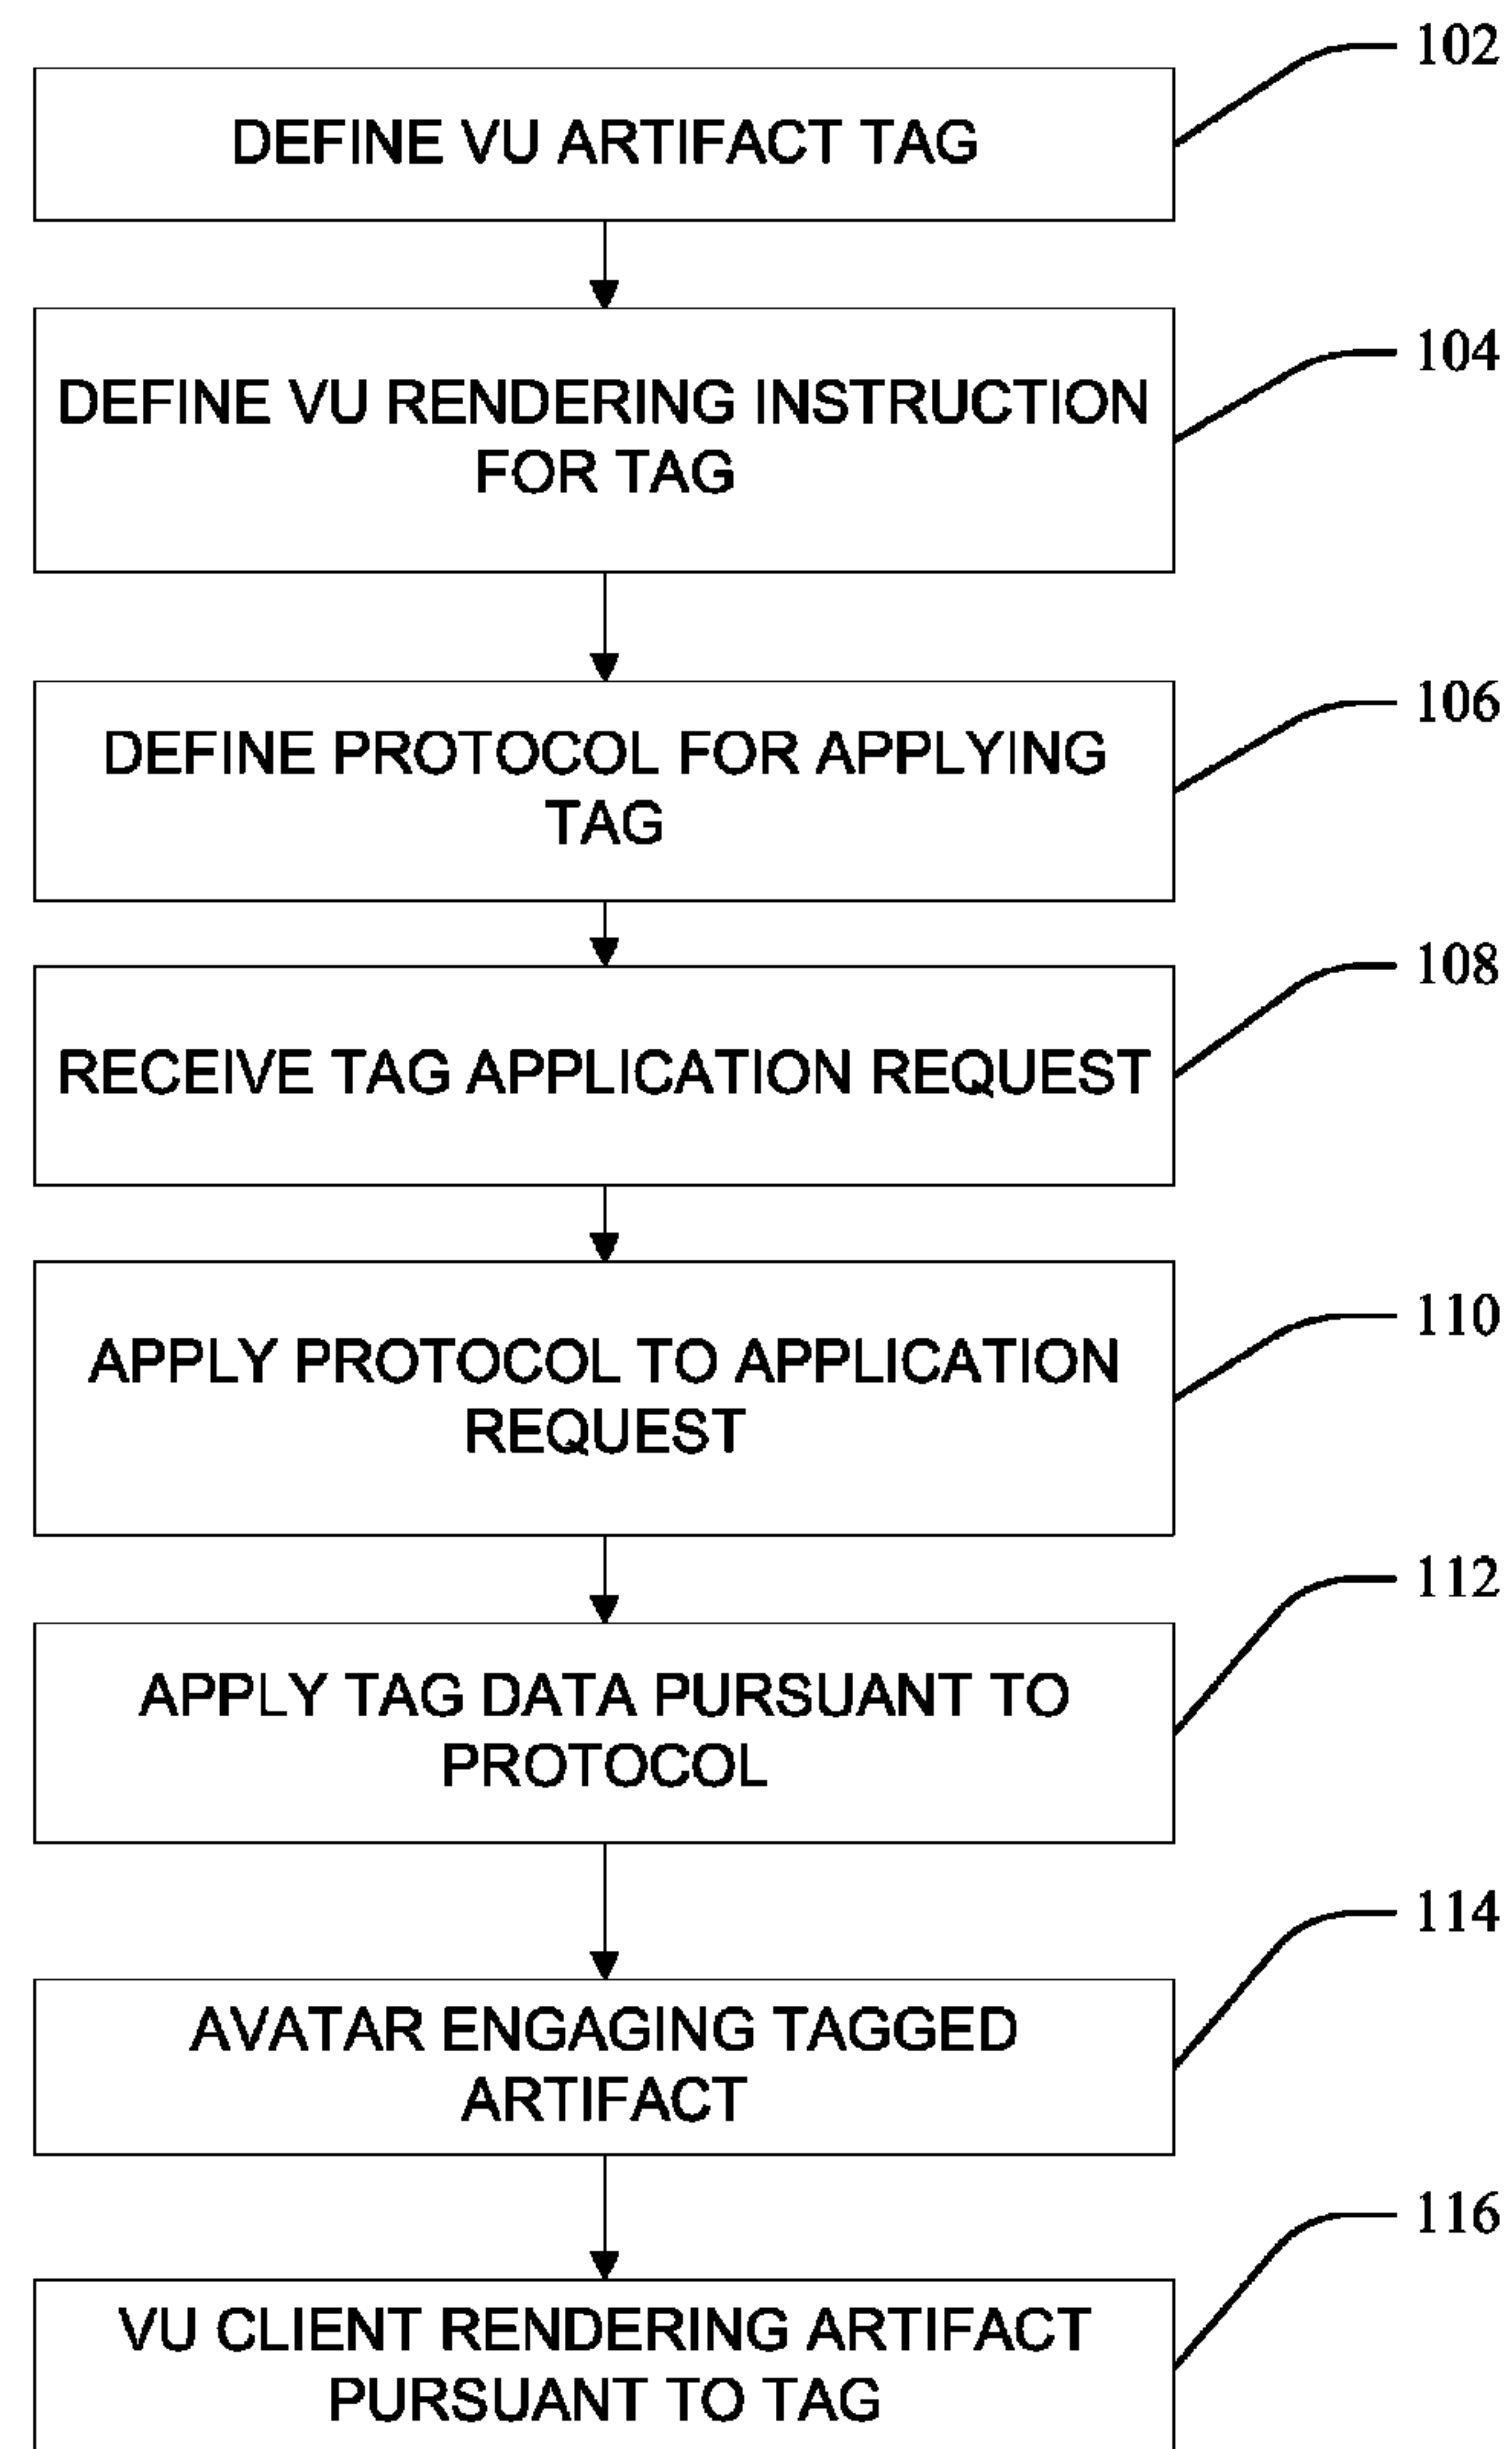 102
DEFINE VU ARTIFACT TAG
104
DEFINE VU RENDERING INSTRUCTION
FOR TAG
106
DEFINE PROTOCOL FOR APPLYING
TAG
108
RECEIVE TAG APPLICATION REQUEST
110
APPLY PROTOCOL TO APPLICATION
REQUEST
112
APPLY TAG DATA PURSUANT TO
PROTOCOL
114
AVATAR ENGAGING TAGGED
ARTIFACT
116
VU CLIENT RENDERING ARTIFACT
PURSUANT TO TAG